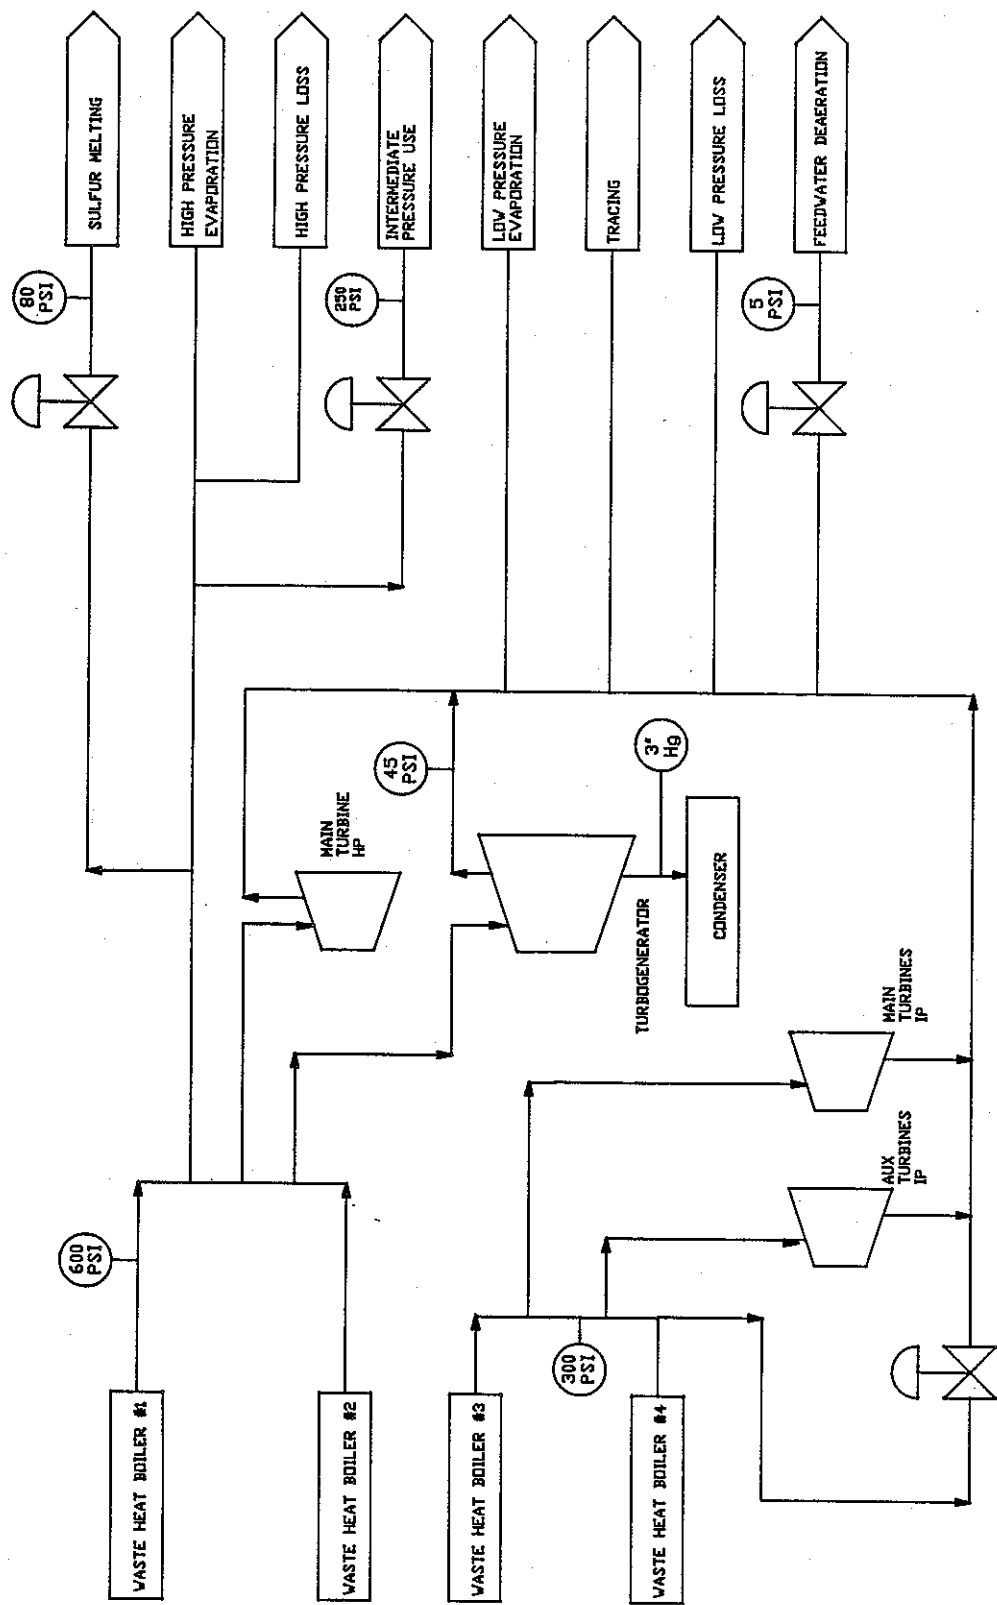 WASTE HEAT BOILER #1
WASTE HEAT BOILER #2
WASTE HEAT BOILER #3
WASTE HEAT BOILER #4
600
PSI
300
PSI
MAIN
TURBINE
HP
45
PSI
TURBOGENERATOR
3"
Hg
CONDENSER
AUX
TURBINES
IP
MAIN
TURBINES
IP
80
PSI
250
PSI
5
PSI
SULFUR MELTING
HIGH PRESSURE
EVAPORATION
HIGH PRESSURE LOSS
INTERMEDIATE
PRESSURE USE
LOW PRESSURE
EVAPORATION
TRACING
LOW PRESSURE LOSS
FEEDWATER DEAERATION